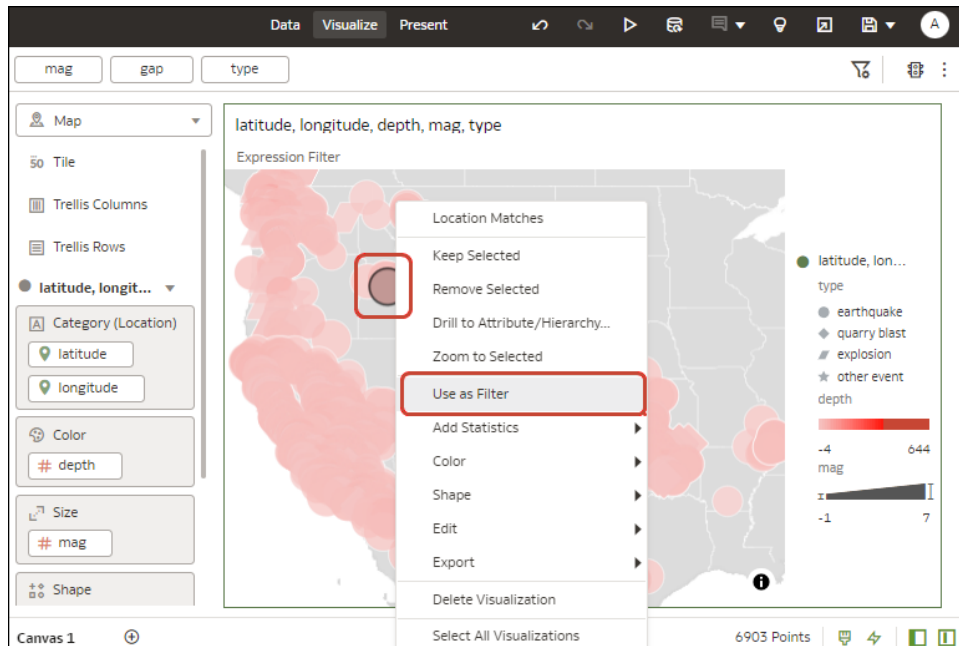 Data Visualize Present A
mag gap type
Map
50 Tile
Trellis Columns
Trellis Rows
latitude, longit...
A Category (Location)
latitude
longitude
Color
# depth
Size
# mag
Shape
latitude, longitude, depth, mag, type
Expression Filter
Location Matches
Keep Selected
Remove Selected
Drill to Attribute/Hierarchy...
Zoom to Selected
Use as Filter
Add Statistics
Color
Shape
Edit
Export
Delete Visualization
Select All Visualizations
latitude, lon...
type
earthquake
quarry blast
explosion
other event
depth
-4 644
mag
-1 7
Canvas 1
6903 Points